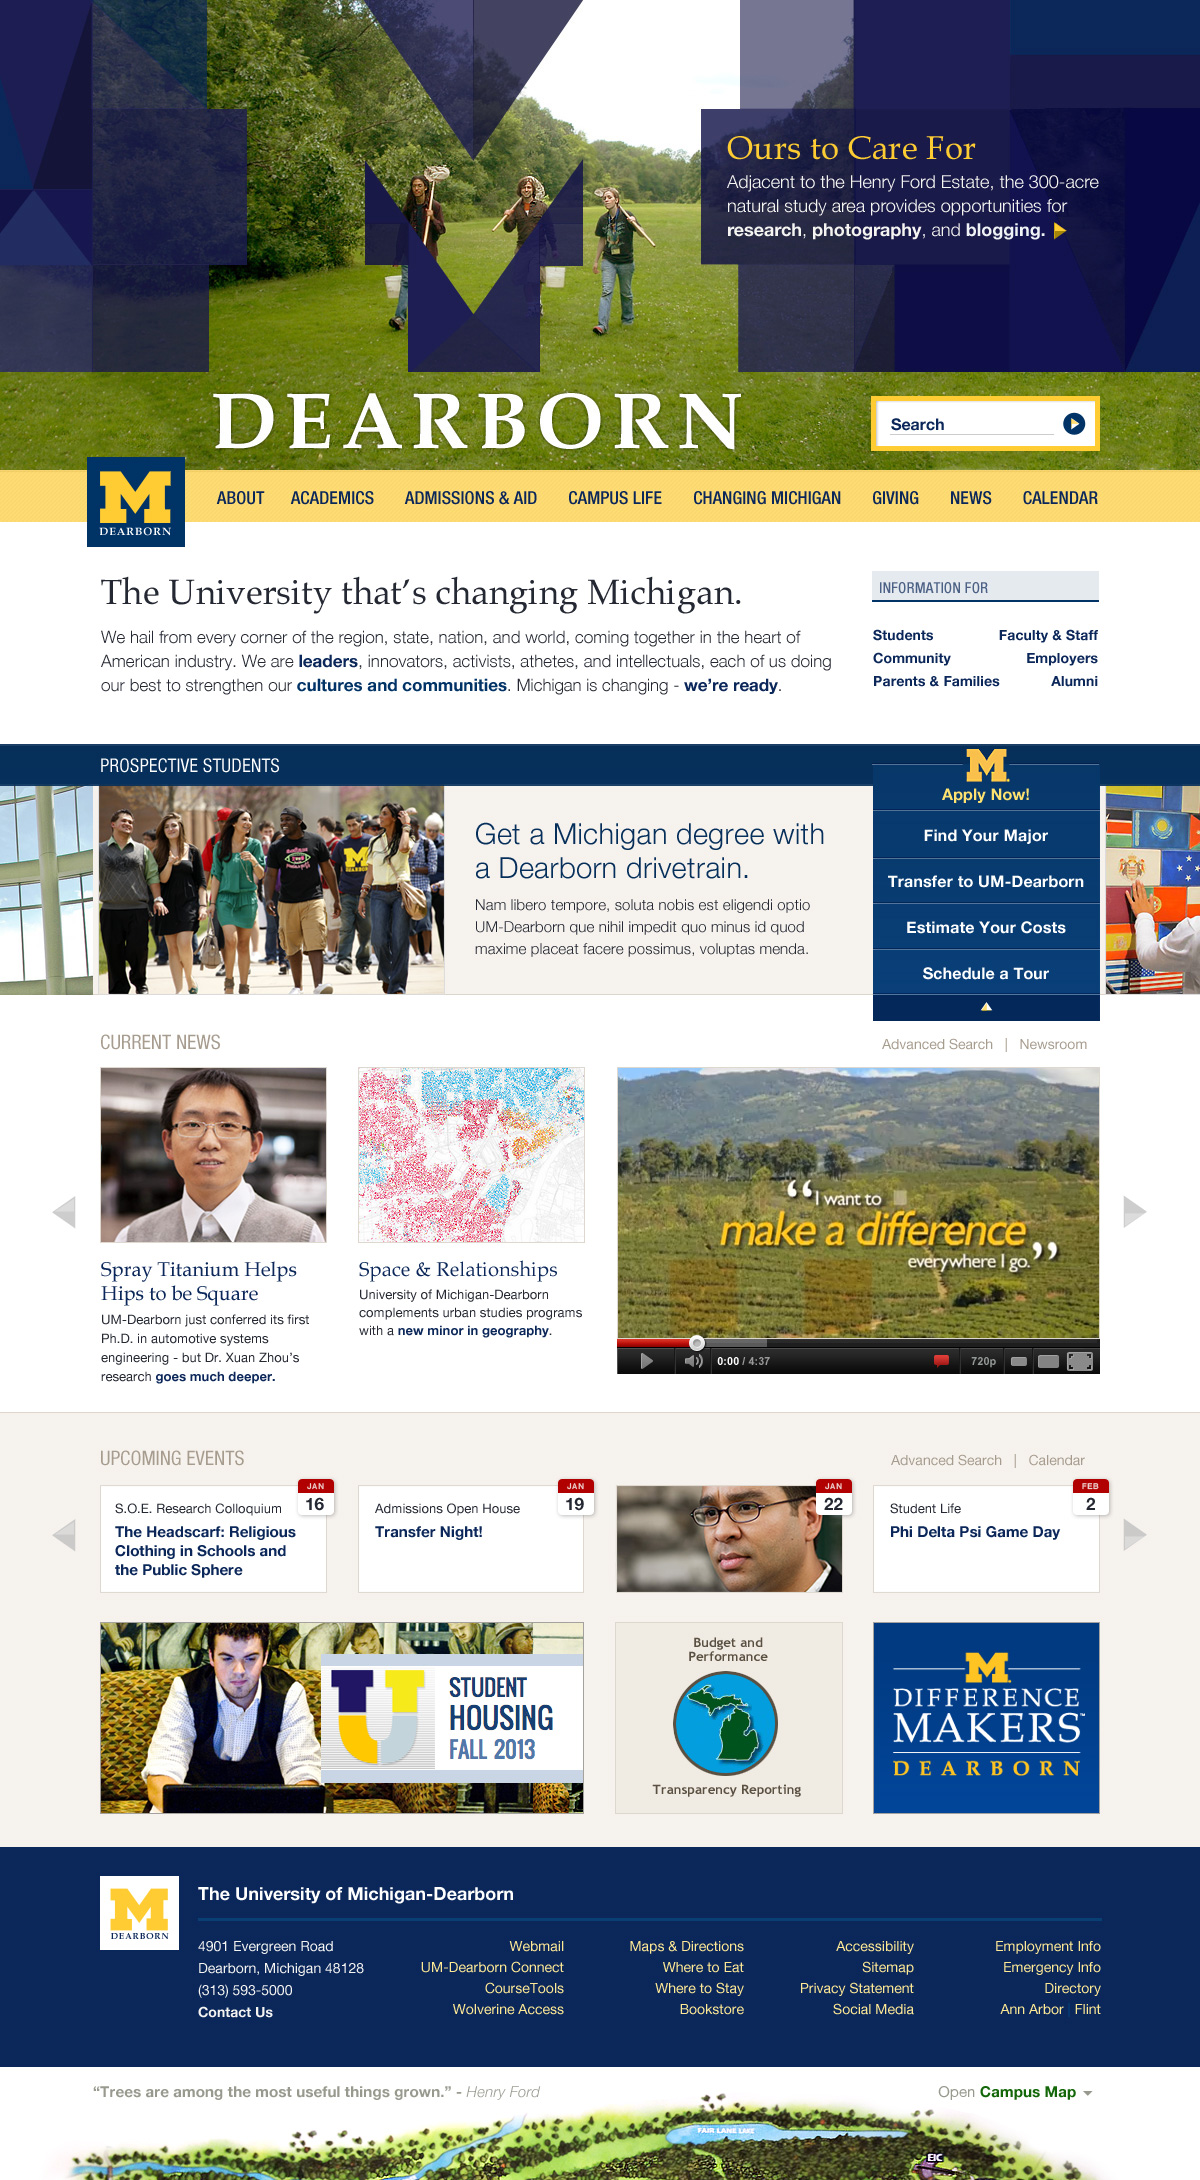 Ours to Care For
Adjacent to the Henry Ford Estate, the 300-acre
natural study area provides opportunities for
research, photography, and blogging.
DEARBORN
Search
M
DEARBORN
ABOUT ACADEMICS ADMISSIONS & AID CAMPUS LIFE CHANGING MICHIGAN GIVING NEWS CALENDAR
The University that's changing Michigan.
We hail from every corner of the region, state, nation, and world, coming together in the heart of
American industry. We are leaders, innovators, activists, athetes, and intellectuals, each of us doing
our best to strengthen our cultures and communities. Michigan is changing - we're ready.
INFORMATION FOR
Students Faculty & Staff
Community Employers
Parents & Families Alumni
PROSPECTIVE STUDENTS
M
DEARBORN
Get a Michigan degree with
a Dearborn drivetrain.
Nam libero tempore, soluta nobis est eligendi optio
UM-Dearborn que nihil impedit quo minus id quod
maxime placeat facere possimus, voluptas menda.
M
Apply Now!
Find Your Major
Transfer to UM-Dearborn
Estimate Your Costs
Schedule a Tour
CURRENT NEWS
Advanced Search | Newsroom
Spray Titanium Helps
Hips to be Square
UM-Dearborn just conferred its first
Ph.D. in automotive systems
engineering - but Dr. Xuan Zhou's
research goes much deeper.
Space & Relationships
University of Michigan-Dearborn
complements urban studies programs
with a new minor in geography.
“I want to
make a difference
everywhere I go.”
0:00 / 4:37
720p
UPCOMING EVENTS
Advanced Search | Calendar
JAN
16
S.O.E. Research Colloquium
The Headscarf: Religious
Clothing in Schools and
the Public Sphere
JAN
19
Admissions Open House
Transfer Night!
JAN
22
FEB
2
Student Life
Phi Delta Psi Game Day
U
STUDENT
HOUSING
FALL 2013
Budget and
Performance
Transparency Reporting
M
DIFFERENCE
MAKERS™
DEARBORN
M
DEARBORN
The University of Michigan-Dearborn
4901 Evergreen Road
Dearborn, Michigan 48128
(313) 593-5000
Contact Us
Webmail
UM-Dearborn Connect
CourseTools
Wolverine Access
Maps & Directions
Where to Eat
Where to Stay
Bookstore
Accessibility
Sitemap
Privacy Statement
Social Media
Employment Info
Emergency Info
Directory
Ann Arbor | Flint
“Trees are among the most useful things grown.” - Henry Ford
Open Campus Map
FAIR LANE LAKE
EIC